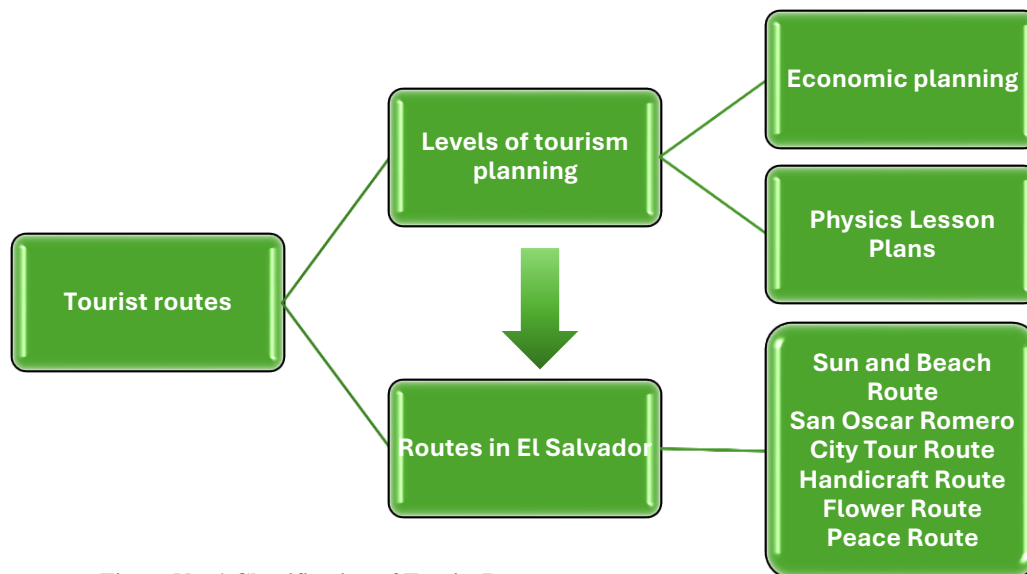 Economic planning
Levels of tourism
planning
Physics Lesson
Plans
Tourist routes
Sun and Beach
Route
San Oscar Romero
City Tour Route
Handicraft Route
Flower Route
Peace Route
Routes in El Salvador